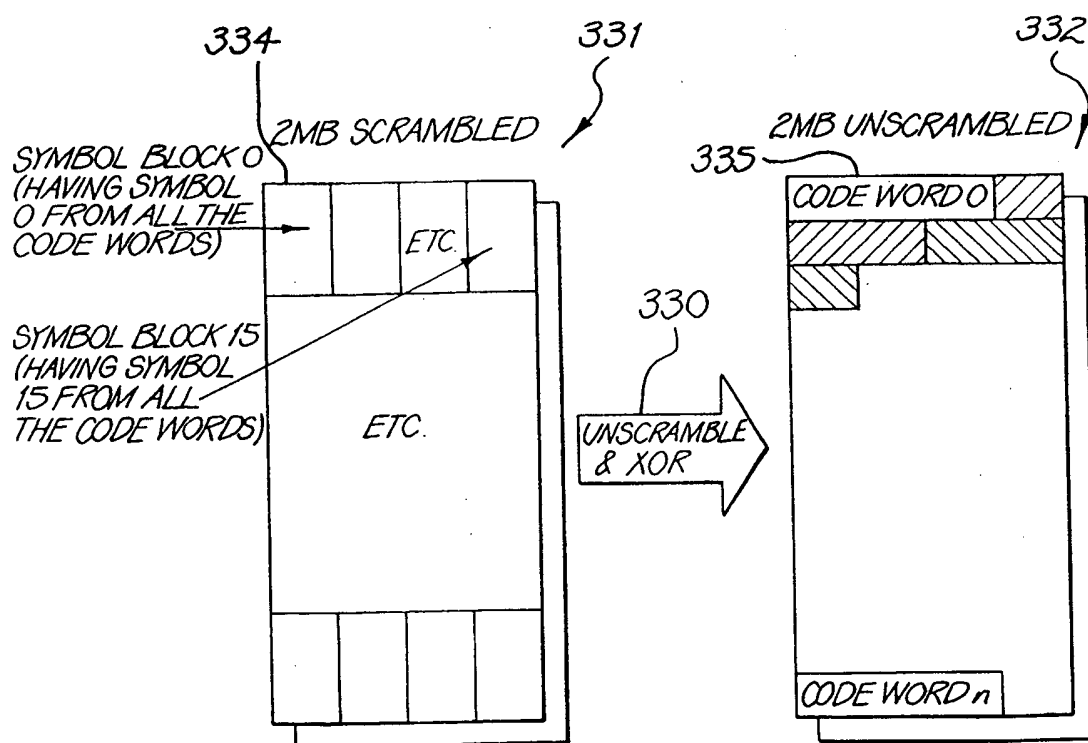 334
331
332
2MB SCRAMBLED
2MB UNSCRAMBLED
335
SYMBOL BLOCK 0
(HAVING SYMBOL
0 FROM ALL THE
CODE WORDS)
ETC.
CODE WORD 0
SYMBOL BLOCK 15
(HAVING SYMBOL
15 FROM ALL
THE CODE WORDS)
ETC.
330
UNSCRAMBLE
& XOR
CODE WORD n